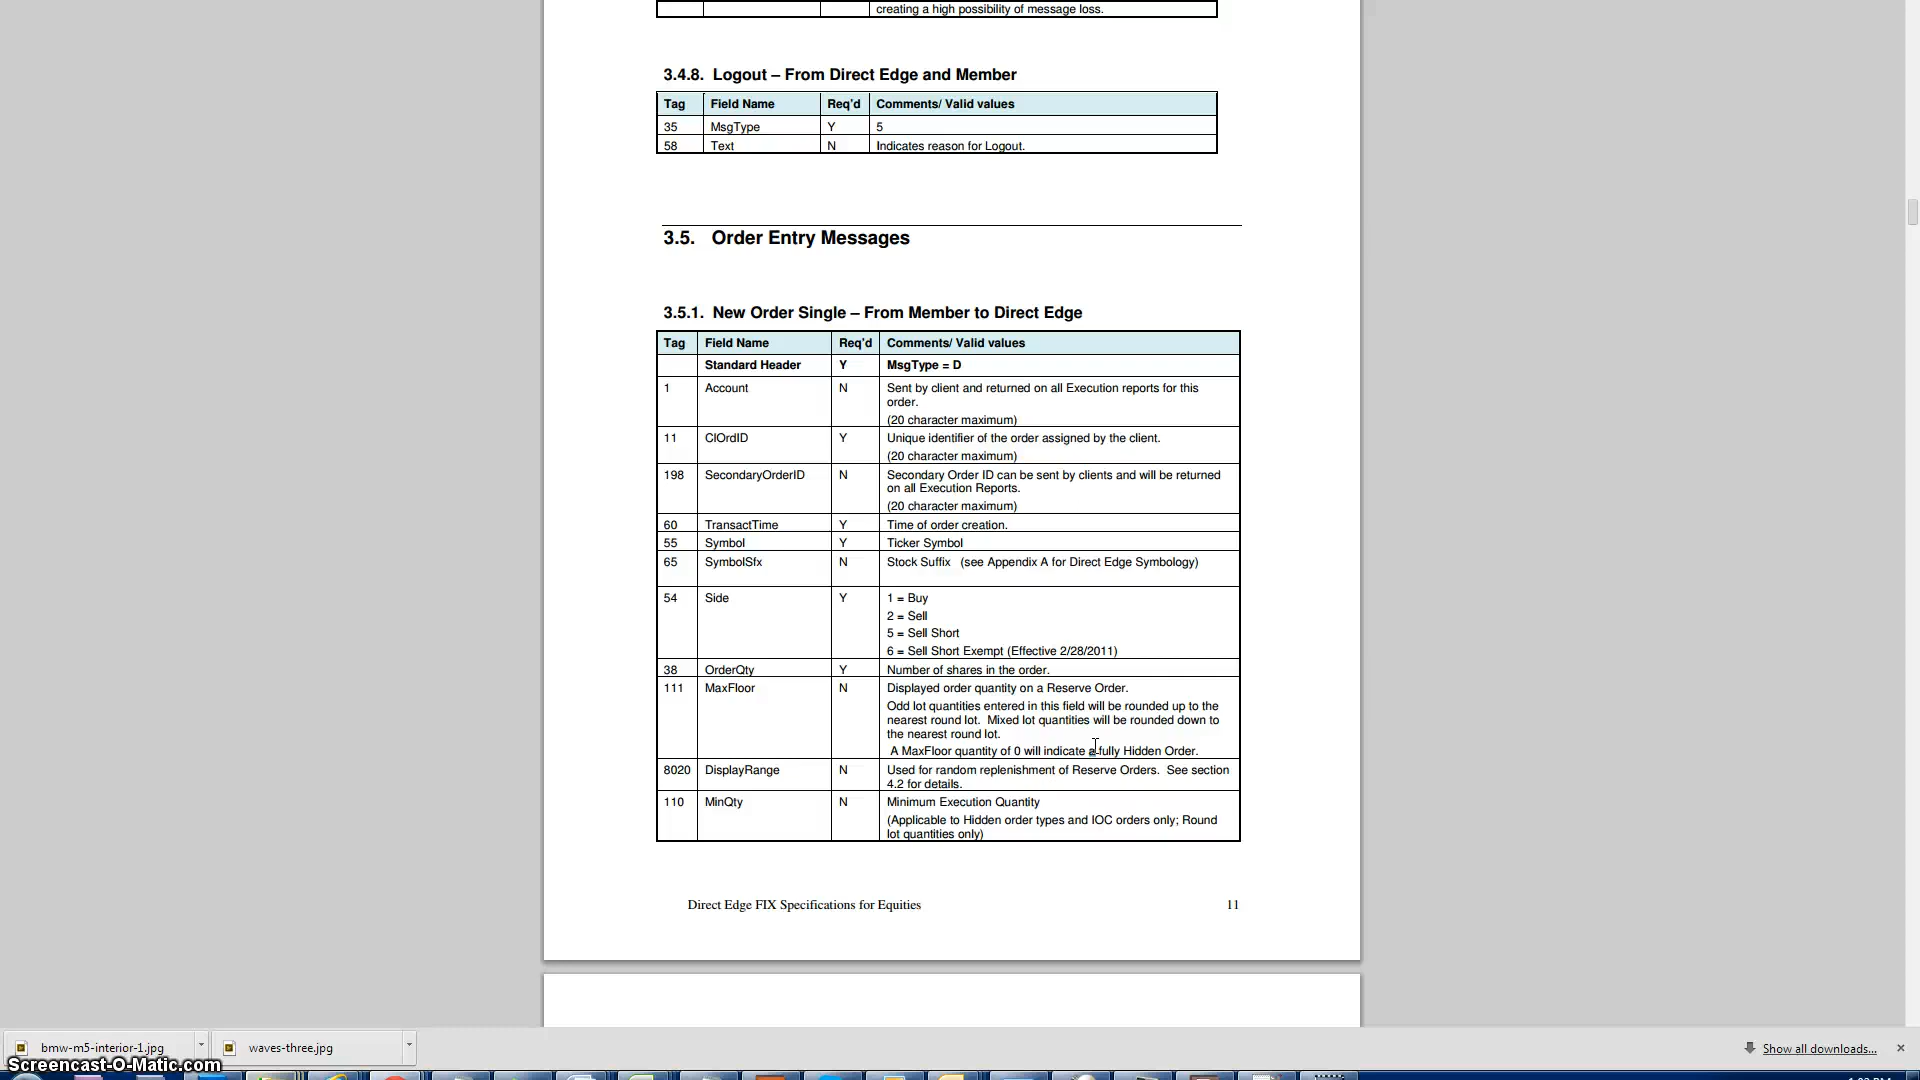 creating a high possibility of message loss.
3.4.8. Logout – From Direct Edge and Member
Tag Field Name Req'd Comments/ Valid values
35 MsgType Y 5
58 Text N Indicates reason for Logout.
3.5. Order Entry Messages
3.5.1. New Order Single – From Member to Direct Edge
Tag Field Name Req'd Comments/ Valid values
Standard Header Y MsgType = D
1 Account N Sent by client and returned on all Execution reports for this
order.
(20 character maximum)
11 ClOrdID Y Unique identifier of the order assigned by the client.
(20 character maximum)
198 SecondaryOrderID N Secondary Order ID can be sent by clients and will be returned
on all Execution Reports.
(20 character maximum)
60 TransactTime Y Time of order creation.
55 Symbol Y Ticker Symbol
65 SymbolSfx N Stock Suffix (see Appendix A for Direct Edge Symbology)
54 Side Y 1 = Buy
2 = Sell
5 = Sell Short
6 = Sell Short Exempt (Effective 2/28/2011)
38 OrderQty Y Number of shares in the order.
111 MaxFloor N Displayed order quantity on a Reserve Order.
Odd lot quantities entered in this field will be rounded up to the
nearest round lot. Mixed lot quantities will be rounded down to
the nearest round lot.
A MaxFloor quantity of 0 will indicate a fully Hidden Order.
8020 DisplayRange N Used for random replenishment of Reserve Orders. See section
4.2 for details.
110 MinQty N Minimum Execution Quantity
(Applicable to Hidden order types and IOC orders only; Round
lot quantities only)
Direct Edge FIX Specifications for Equities 11
bmw-m5-interior-1.jpg waves-three.jpg Show all downloads...
Screencast-O-Matic.com